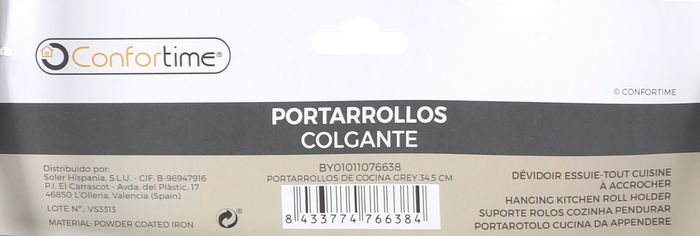 Confortime®
© CONFORTIME
PORTARROLLOS
COLGANTE
Distribuido por:
Soler Hispania, S.L.U. - CIF. B-96947916
P.I. El Carrascot - Avda. del Plàstic, 17
46850 L'Olleria, Valencia (Spain)
LOTE Nº.: VS3313
MATERIAL: POWDER COATED IRON
BY01011076638
PORTARROLLOS DE COCINA GREY 34.5 CM
8 433774 766384
DÉVIDOIR ESSUIE-TOUT CUISINE
À ACCROCHER
HANGING KITCHEN ROLL HOLDER
SUPORTE ROLOS COZINHA PENDURAR
PORTAROTOLO CUCINA DA APPENDERE